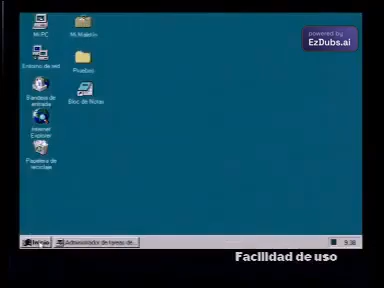 powered by
EzDubs.ai
Mi PC
Mi Maletín
Entorno de red
Pruebas
Bandeja de
entrada
Bloc de Notas
Internet
Explorer
Papelera de
reciclaje
Inicio
Administrador de tareas de...
9:36
Facilidad de uso